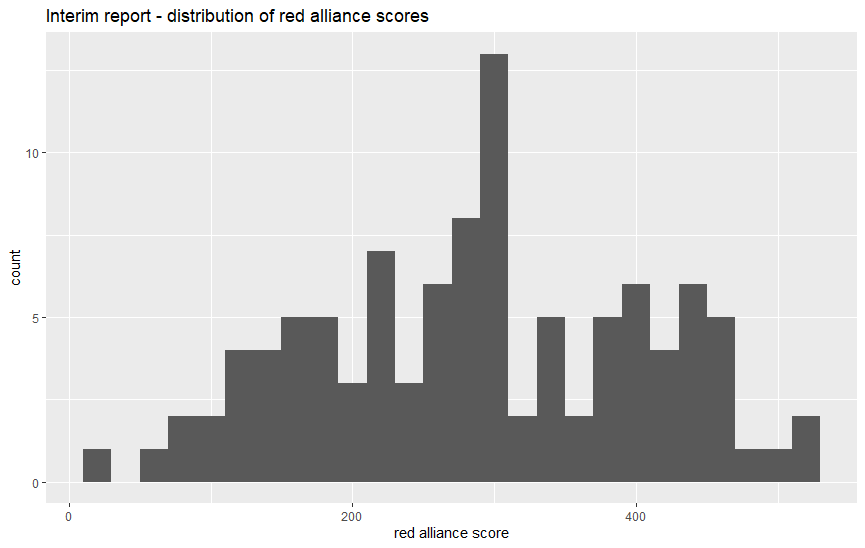 Interim report - distribution of red alliance scores
10
5
0
count
0 200 400
red alliance score